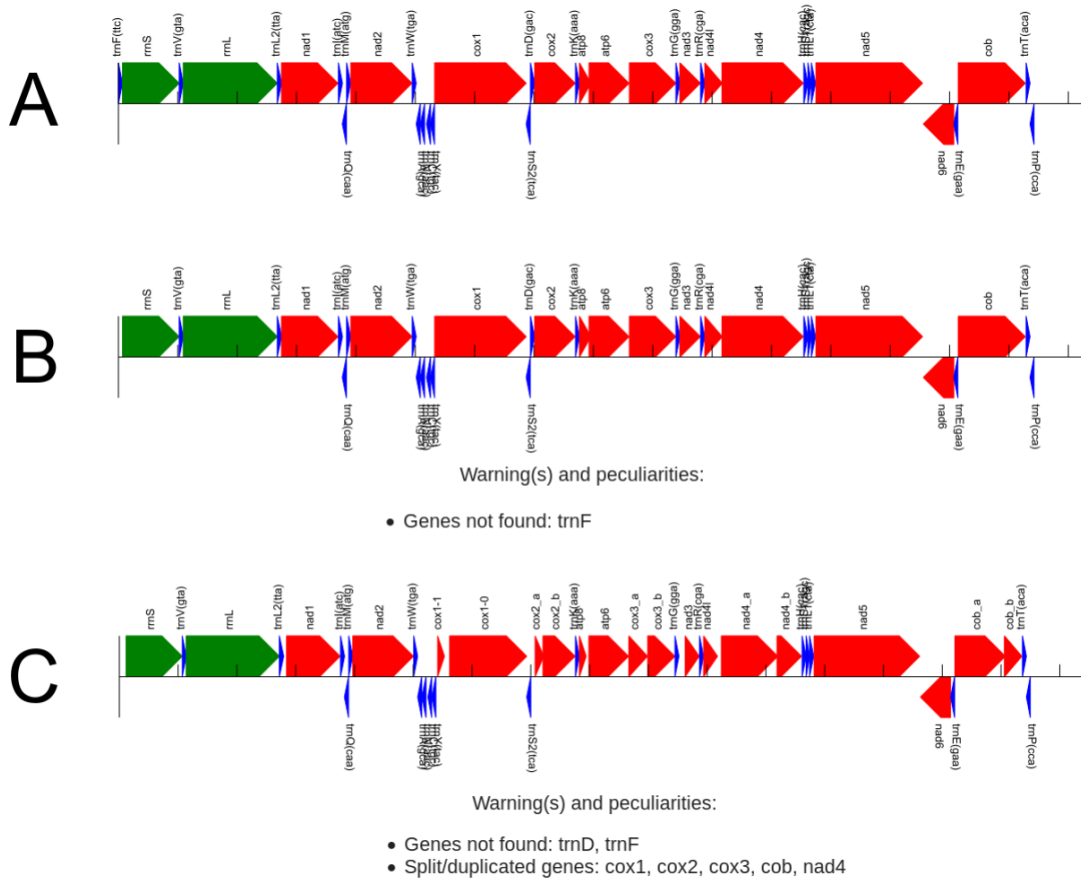 A
trnF(ttc)
rrnS
trnV(gta)
rrnL
trnL2(tta)
nad1
trnI(atc)
trnM(atg)
nad2
trnW(tga)
cox1
trnD(gac)
cox2
trnK(aaa)
atp8
atp6
cox3
trnG(gga)
nad3
trnR(cga)
nad4l
nad4
nad5
cob
trnT(aca)
trnQ(caa)
trnS2(tca)
nad6
trnE(gaa)
trnP(cca)
B
rrnS
trnV(gta)
rrnL
trnL2(tta)
nad1
trnI(atc)
trnM(atg)
nad2
trnW(tga)
cox1
trnD(gac)
cox2
trnK(aaa)
atp8
atp6
cox3
trnG(gga)
nad3
trnR(cga)
nad4l
nad4
nad5
cob
trnT(aca)
trnQ(caa)
trnS2(tca)
nad6
trnE(gaa)
trnP(cca)
Warning(s) and peculiarities:
• Genes not found: trnF
C
rrnS
trnV(gta)
rrnL
trnL2(tta)
nad1
trnI(atc)
trnM(atg)
nad2
trnW(tga)
cox1-1
cox1-0
cox2_a
cox2_b
trnK(aaa)
atp8
atp6
cox3_a
cox3_b
trnG(gga)
nad3
trnR(cga)
nad4l
nad4_a
nad4_b
nad5
cob_a
cob_b
trnT(aca)
trnQ(caa)
trnS2(tca)
nad6
trnE(gaa)
trnP(cca)
Warning(s) and peculiarities:
• Genes not found: trnD, trnF
• Split/duplicated genes: cox1, cox2, cox3, cob, nad4